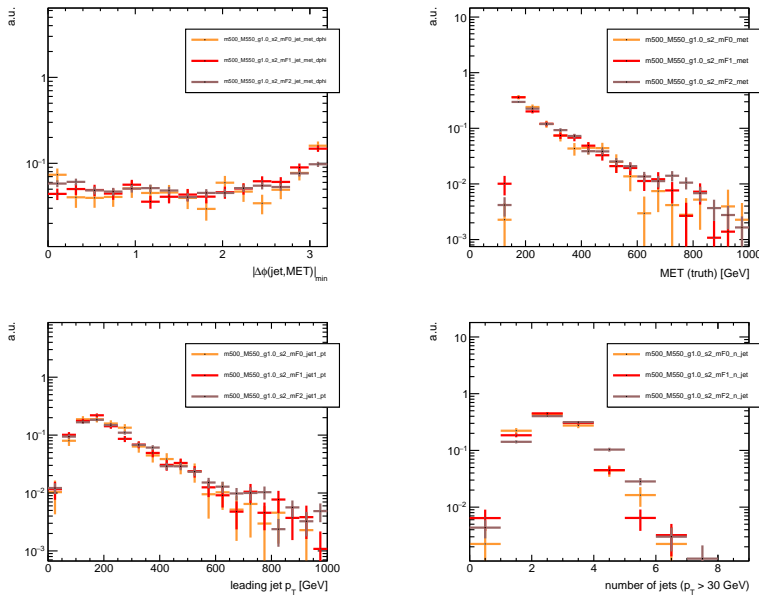 a.u.
1
10⁻¹
0 1 2 3
|Δϕ(jet,MET)|min
m500_M550_g1.0_s2_mF0_jet_met_dphi
m500_M550_g1.0_s2_mF1_jet_met_dphi
m500_M550_g1.0_s2_mF2_jet_met_dphi
a.u.
10
1
10⁻¹
10⁻²
10⁻³
0 200 400 600 800 1000
MET (truth) [GeV]
m500_M550_g1.0_s2_mF0_met
m500_M550_g1.0_s2_mF1_met
m500_M550_g1.0_s2_mF2_met
a.u.
1
10⁻¹
10⁻²
10⁻³
0 200 400 600 800 1000
leading jet pT [GeV]
m500_M550_g1.0_s2_mF0_jet1_pt
m500_M550_g1.0_s2_mF1_jet1_pt
m500_M550_g1.0_s2_mF2_jet1_pt
a.u.
10
1
10⁻¹
10⁻²
0 2 4 6 8
number of jets (pT > 30 GeV)
m500_M550_g1.0_s2_mF0_n_jet
m500_M550_g1.0_s2_mF1_n_jet
m500_M550_g1.0_s2_mF2_n_jet